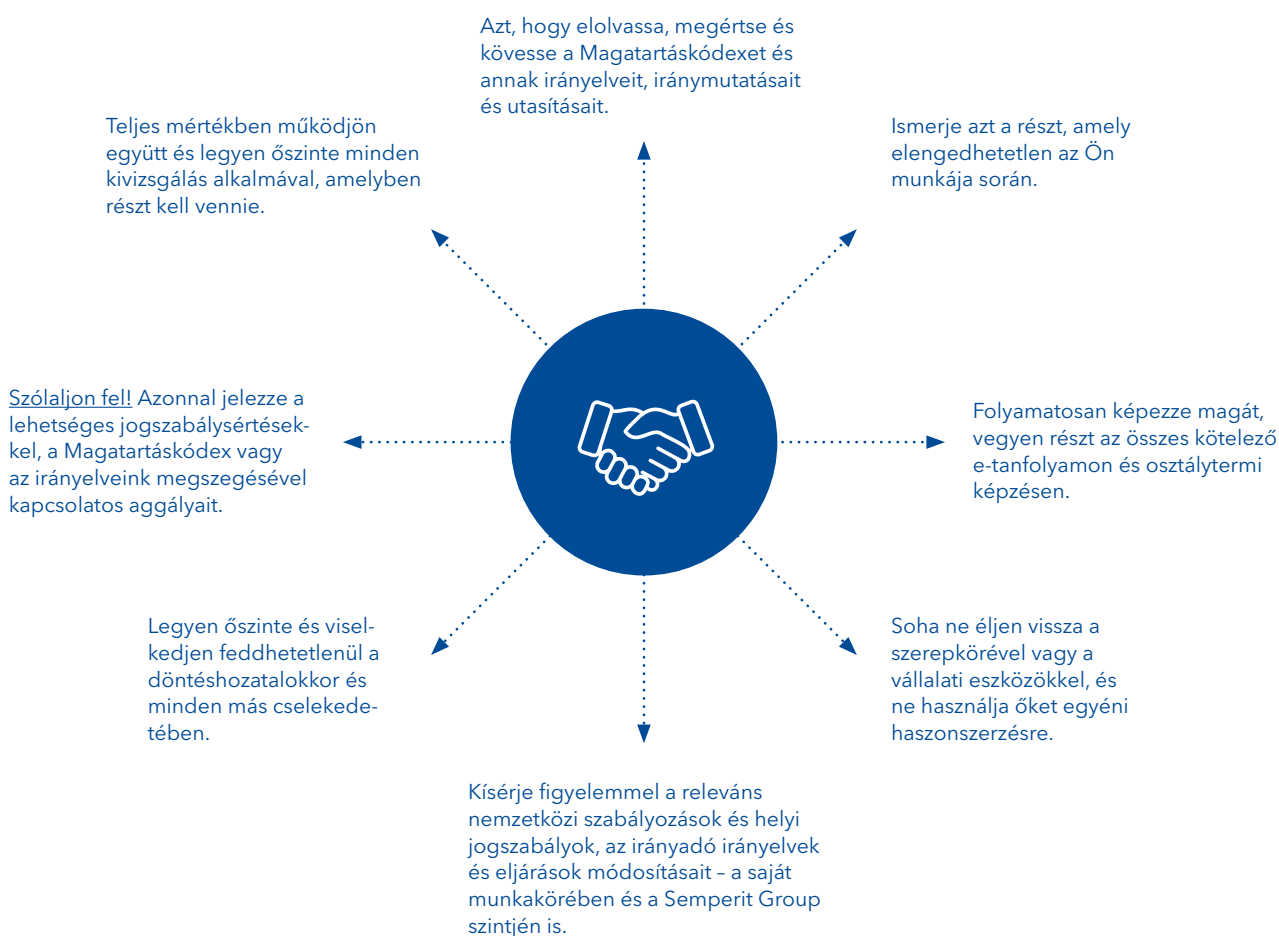 Azt, hogy elolvassa, megértse és
kövesse a Magatartáskódexet és
annak irányelveit, iránymutatásait
és utasításait.
Ismerje azt a részt, amely
elengedhetetlen az Ön
munkája során.
Folyamatosan képezze magát,
vegyen részt az összes kötelező
e-tanfolyamon és osztálytermi
képzésen.
Soha ne éljen vissza a
szerepkörével vagy a
vállalati eszközökkel, és
ne használja őket egyéni
haszonszerzésre.
Kísérje figyelemmel a releváns
nemzetközi szabályozások és helyi
jogszabályok, az irányadó irányelvek
és eljárások módosításait – a saját
munkakörében és a Semperit Group
szintjén is.
Legyen őszinte és visel-
kedjen feddhetetlenül a
döntéshozatalokkor és
minden más cselekede-
tében.
Szólaljon fel! Azonnal jelezze a
lehetséges jogszabálysértések-
kel, a Magatartáskódex vagy
az irányelveink megszegésével
kapcsolatos aggályait.
Teljes mértékben működjön
együtt és legyen őszinte minden
kivizsgálás alkalmával, amelyben
részt kell vennie.